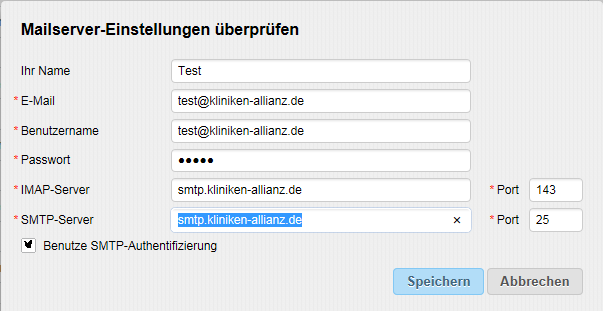 Mailserver-Einstellungen überprüfen
Ihr Name Test
* E-Mail test@kliniken-allianz.de
* Benutzername test@kliniken-allianz.de
* Passwort •••••
* IMAP-Server smtp.kliniken-allianz.de * Port 143
* SMTP-Server smtp.kliniken-allianz.de × * Port 25
Benutze SMTP-Authentifizierung
Speichern Abbrechen